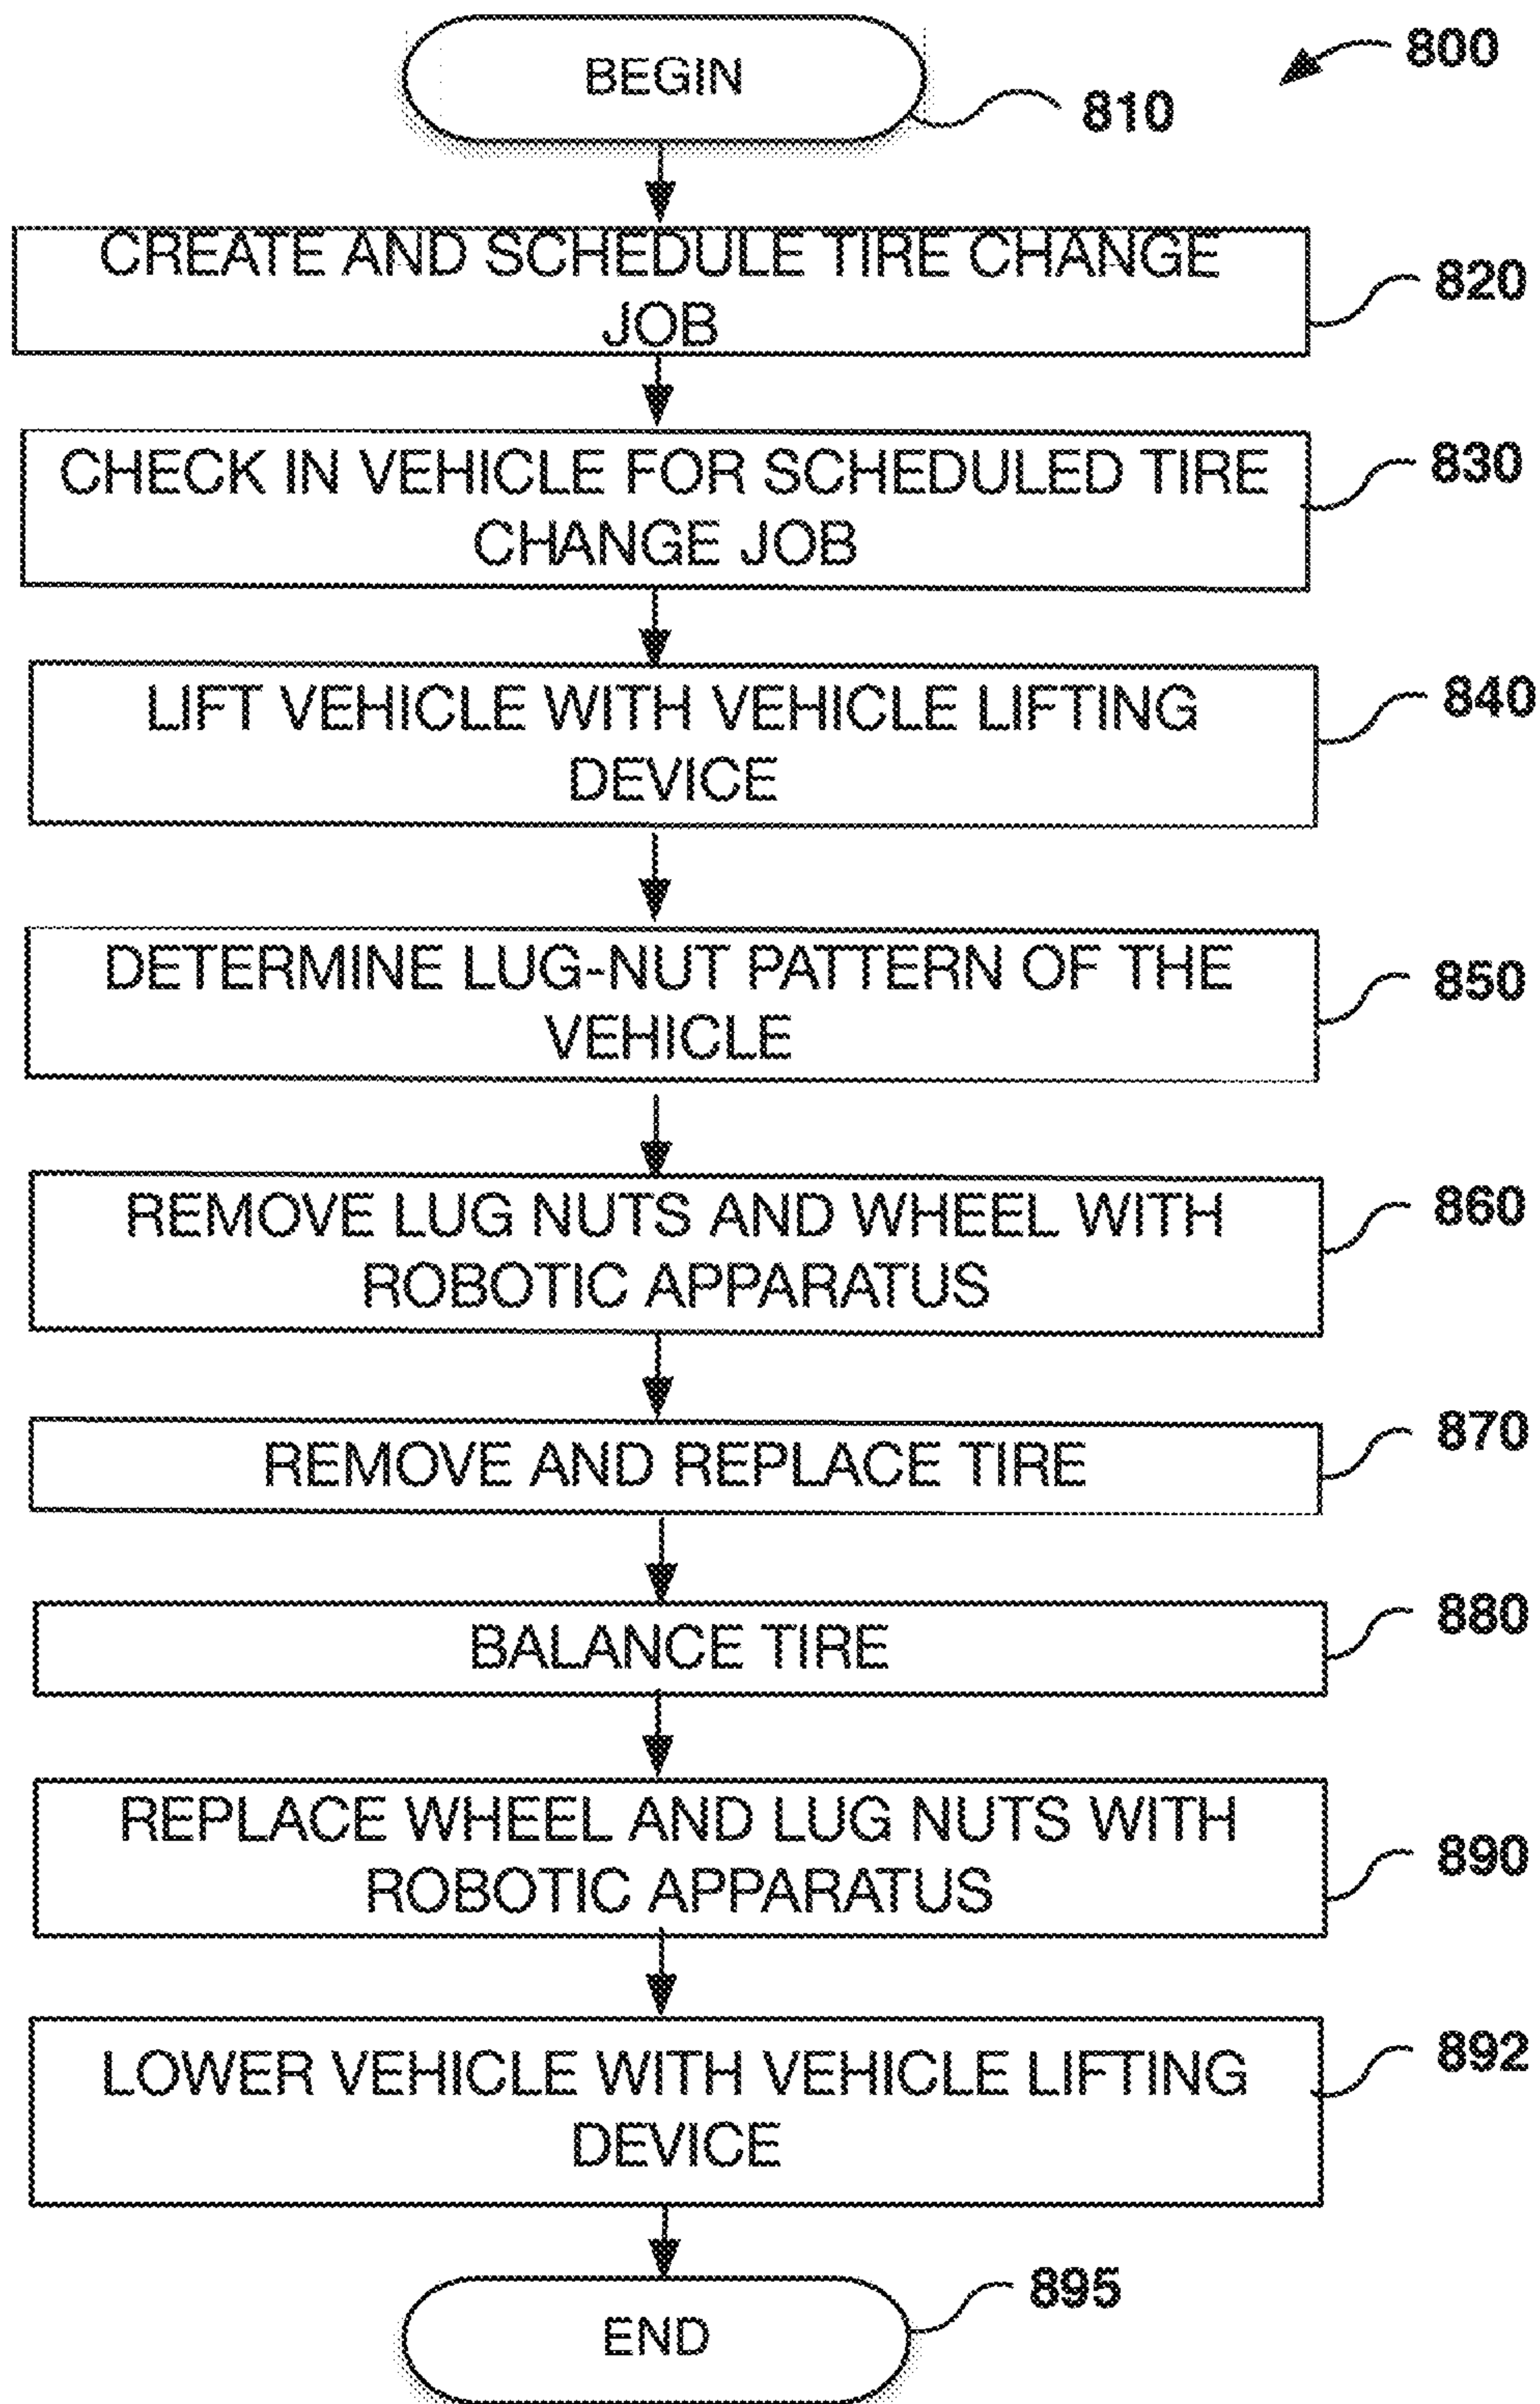 BEGIN
800
810
CREATE AND SCHEDULE TIRE CHANGE
JOB
820
CHECK IN VEHICLE FOR SCHEDULED TIRE
CHANGE JOB
830
LIFT VEHICLE WITH VEHICLE LIFTING
DEVICE
840
DETERMINE LUG-NUT PATTERN OF THE
VEHICLE
850
REMOVE LUG NUTS AND WHEEL WITH
ROBOTIC APPARATUS
860
REMOVE AND REPLACE TIRE
870
BALANCE TIRE
880
REPLACE WHEEL AND LUG NUTS WITH
ROBOTIC APPARATUS
890
LOWER VEHICLE WITH VEHICLE LIFTING
DEVICE
892
END
895